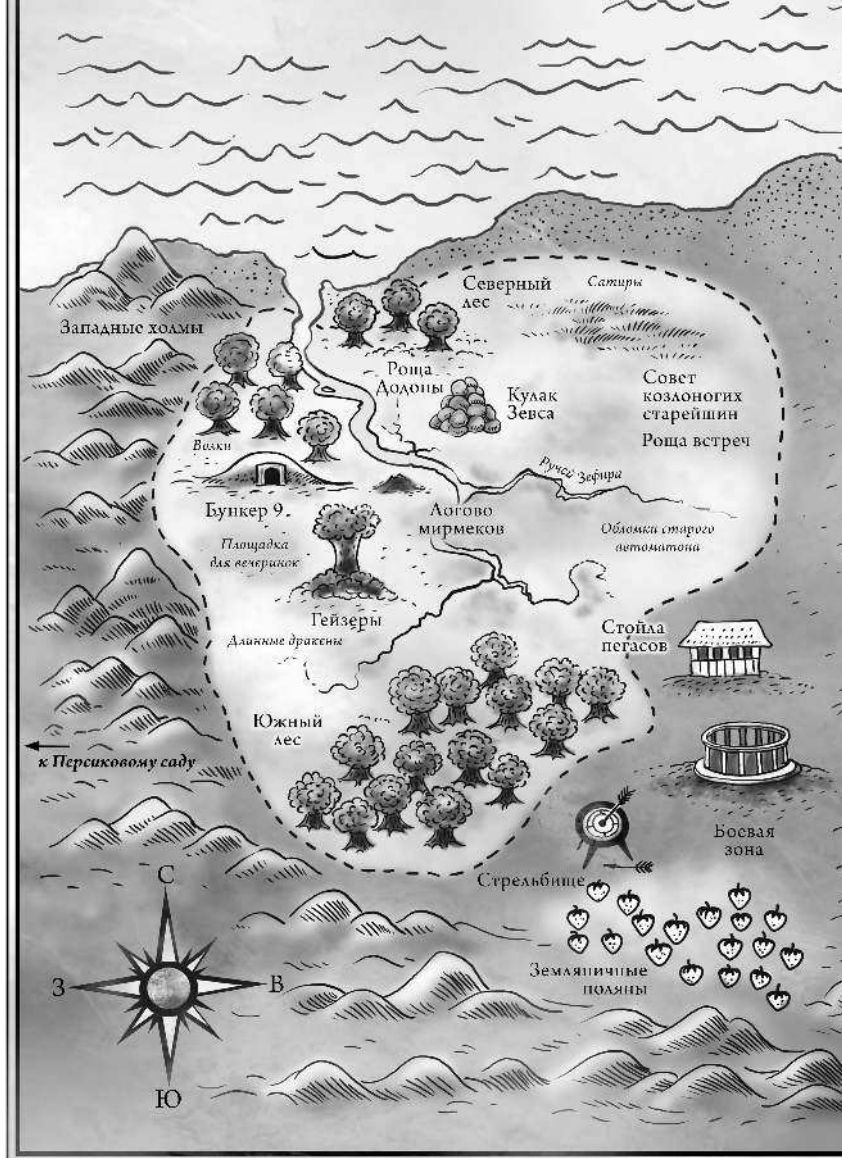 Северный
лес
Сатиры
Западные холмы
Роща
Додоны
Кулак
Зевса
Совет
козлоногих
старейшин
Роща встреч
Волки
Ручей Зефира
Бункер 9
Логово
мирмеков
Площадка
для вечеринок
Обломки старого
автоматона
Гейзеры
Длинные дракены
Стойла
пегасов
Южный
лес
к Персиковому саду
Боевая
зона
Стрельбище
Земляничные
поляны
С
З
В
Ю